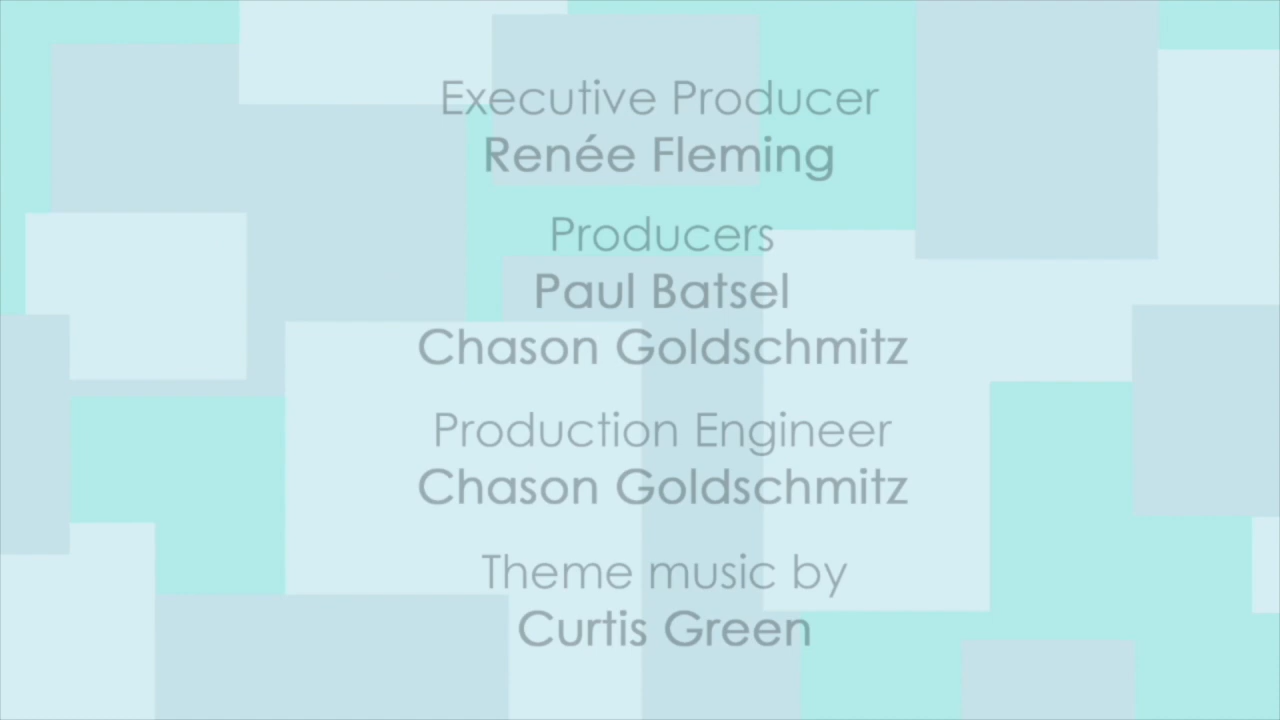 Executive Producer
Renée Fleming
Producers
Paul Batsel
Chason Goldschmitz
Production Engineer
Chason Goldschmitz
Theme music by
Curtis Green